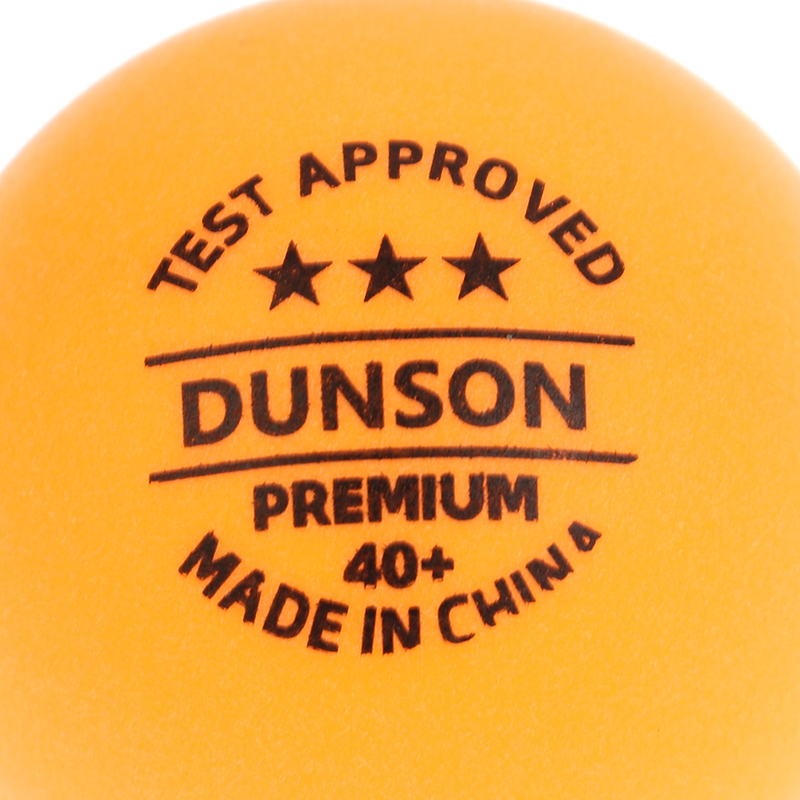 TEST APPROVED
DUNSON
PREMIUM
40+
MADE IN CHINA